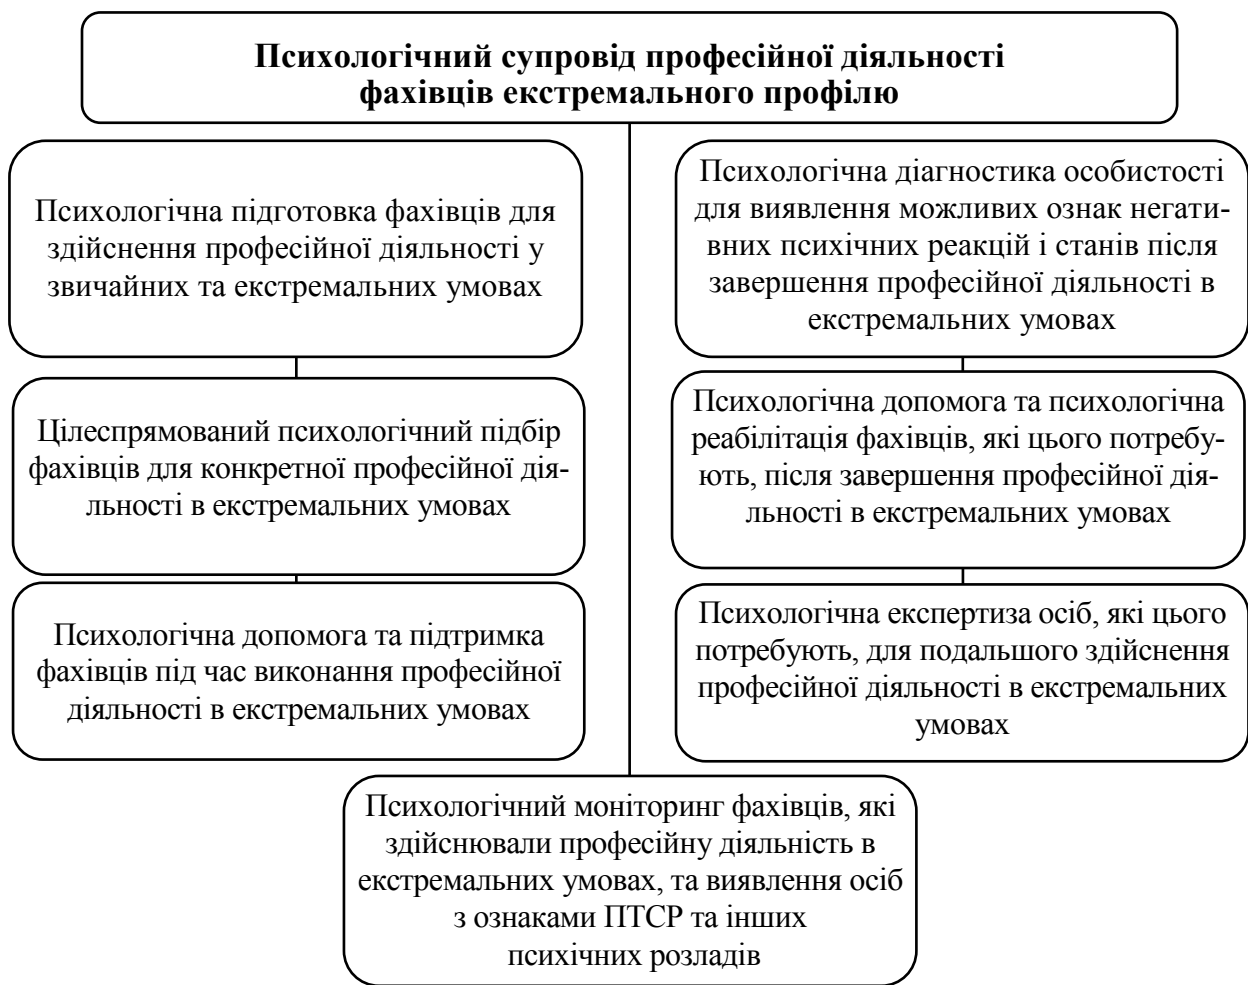 Психологічний супровід професійної діяльності
фахівців екстремального профілю
Психологічна підготовка фахівців для
здійснення професійної діяльності у
звичайних та екстремальних умовах
Цілеспрямований психологічний підбір
фахівців для конкретної професійної дія-
льності в екстремальних умовах
Психологічна допомога та підтримка
фахівців під час виконання професійної
діяльності в екстремальних умовах
Психологічна діагностика особистості
для виявлення можливих ознак негати-
вних психічних реакцій і станів після
завершення професійної діяльності в
екстремальних умовах
Психологічна допомога та психологічна
реабілітація фахівців, які цього потребу-
ють, після завершення професійної дія-
льності в екстремальних умовах
Психологічна експертиза осіб, які цього
потребують, для подальшого здійснення
професійної діяльності в екстремальних
умовах
Психологічний моніторинг фахівців, які
здійснювали професійну діяльність в
екстремальних умовах, та виявлення осіб
з ознаками ПТСР та інших
психічних розладів